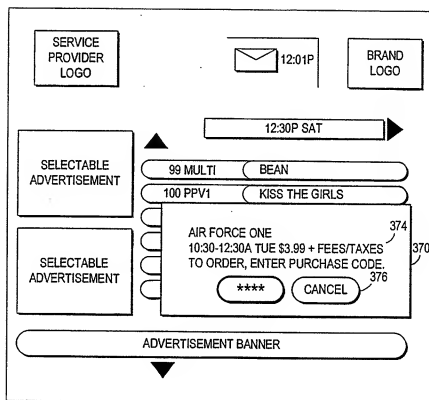 SERVICE
PROVIDER
LOGO
12:01P
BRAND
LOGO
12:30P SAT
SELECTABLE
ADVERTISEMENT
99 MULTI BEAN
100 PPV1 KISS THE GIRLS
AIR FORCE ONE
10:30-12:30A TUE $3.99 + FEES/TAXES
TO ORDER, ENTER PURCHASE CODE.
374
370
**** CANCEL
376
SELECTABLE
ADVERTISEMENT
ADVERTISEMENT BANNER